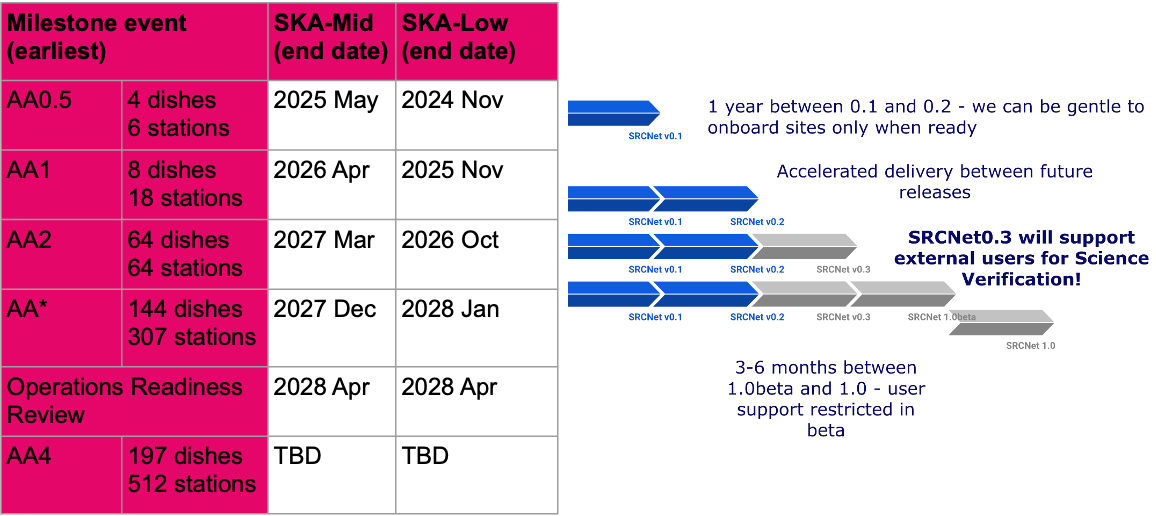 Milestone event
(earliest)
SKA-Mid
(end date)
SKA-Low
(end date)
AA0.5
4 dishes
6 stations
2025 May
2024 Nov
AA1
8 dishes
18 stations
2026 Apr
2025 Nov
AA2
64 dishes
64 stations
2027 Mar
2026 Oct
AA*
144 dishes
307 stations
2027 Dec
2028 Jan
Operations Readiness
Review
2028 Apr
2028 Apr
AA4
197 dishes
512 stations
TBD
TBD
SRCNet v0.1
1 year between 0.1 and 0.2 - we can be gentle to
onboard sites only when ready
Accelerated delivery between future
releases
SRCNet v0.1
SRCNet v0.2
SRCNet v0.1
SRCNet v0.2
SRCNet v0.3
SRCNet0.3 will support
external users for Science
Verification!
SRCNet v0.1
SRCNet v0.2
SRCNet v0.3
SRCNet 1.0beta
SRCNet 1.0
3-6 months between
1.0beta and 1.0 - user
support restricted in
beta